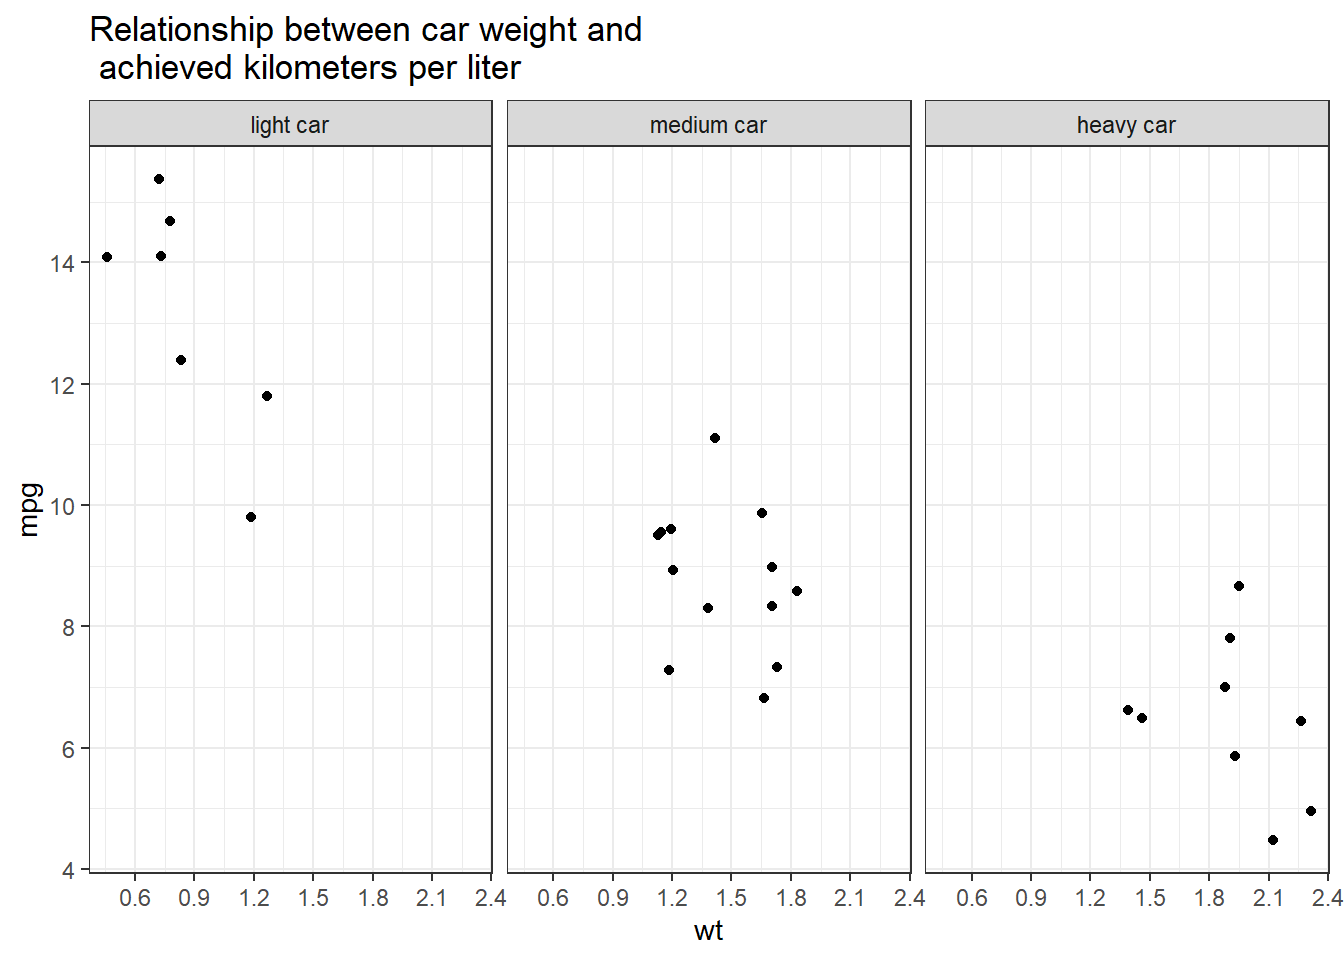 Relationship between car weight and
achieved kilometers per liter
light car
medium car
heavy car
mpg
14
12
10
8
6
4
0.6 0.9 1.2 1.5 1.8 2.1 2.4 0.6 0.9 1.2 1.5 1.8 2.1 2.4 0.6 0.9 1.2 1.5 1.8 2.1 2.4
wt